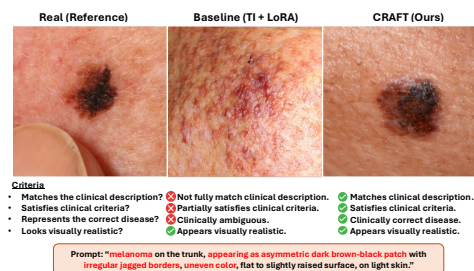 Real (Reference) Baseline (TI + LoRA) CRAFT (Ours)
Criteria
• Matches the clinical description? Not fully match clinical description. Matches clinical description.
• Satisfies clinical criteria? Partially satisfies clinical criteria. Satisfies clinical criteria.
• Represents the correct disease? Clinically ambiguous. Clinically correct disease.
• Looks visually realistic? Appears visually realistic. Appears visually realistic.
Prompt: “melanoma on the trunk, appearing as asymmetric dark brown-black patch with
irregular jagged borders, uneven color, flat to slightly raised surface, on light skin.”